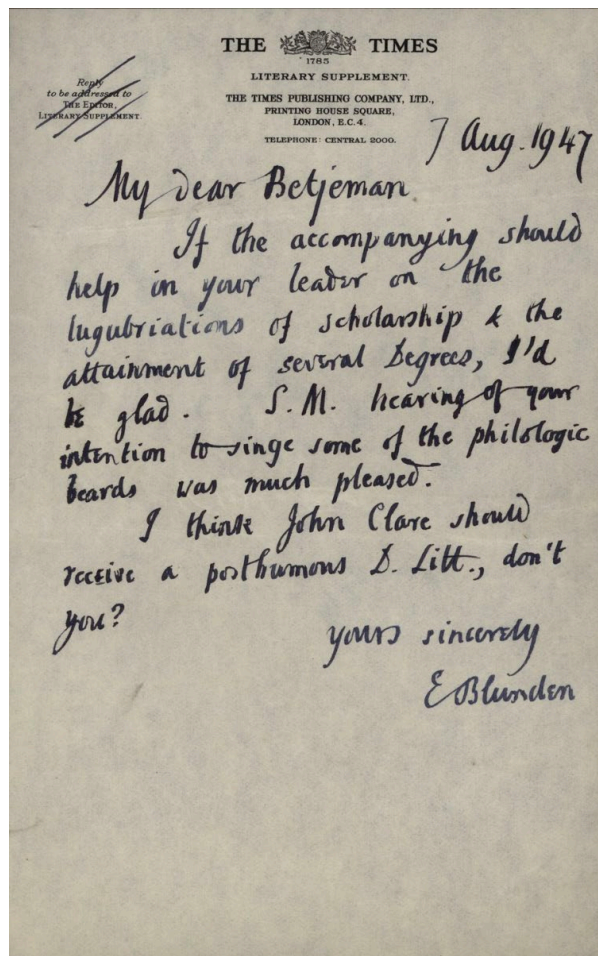 THE TIMES
1785
LITERARY SUPPLEMENT.
Reply
to be addressed to
THE EDITOR,
LITERARY SUPPLEMENT.
THE TIMES PUBLISHING COMPANY, LTD.,
PRINTING HOUSE SQUARE,
LONDON, E.C.4.
TELEPHONE: CENTRAL 2000.
7 Aug. 1947
My dear Betjeman
If the accompanying should
help in your leader on the
lugubriations of scholarship & the
attainment of several Degrees, I'd
be glad. S.M. hearing of your
intention to singe some of the philologic
beards was much pleased.
I think John Clare should
receive a posthumous D. Litt., don't
you?
yours sincerely
E Blunden